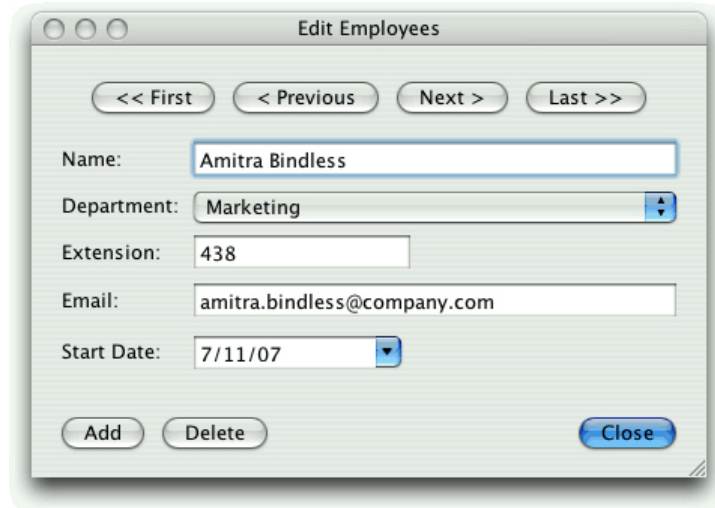 Edit Employees
<< First < Previous Next > Last >>
Name: Amitra Bindless
Department: Marketing
Extension: 438
Email: amitra.bindless@company.com
Start Date: 7/11/07
Add Delete Close